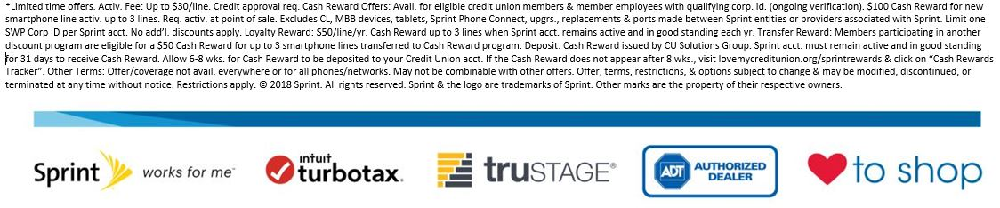 *Limited time offers. Activ. Fee: Up to $30/line. Credit approval req. Cash Reward Offers: Avail. for eligible credit union members & member employees with qualifying corp. id. (ongoing verification). $100 Cash Reward for new
smartphone line activ. up to 3 lines. Req. activ. at point of sale. Excludes CL, MBB devices, tablets, Sprint Phone Connect, upgrs., replacements & ports made between Sprint entities or providers associated with Sprint. Limit one
SWP Corp ID per Sprint acct. No add’l. discounts apply. Loyalty Reward: $50/line/yr. Cash Reward up to 3 lines when Sprint acct. remains active and in good standing each yr. Transfer Reward: Members participating in another
discount program are eligible for a $50 Cash Reward for up to 3 smartphone lines transferred to Cash Reward program. Deposit: Cash Reward issued by CU Solutions Group. Sprint acct. must remain active and in good standing
for 31 days to receive Cash Reward. Allow 6-8 wks. for Cash Reward to be deposited to your Credit Union acct. If the Cash Reward does not appear after 8 wks., visit lovemycreditunion.org/sprintrewards & click on “Cash Rewards
Tracker”. Other Terms: Offer/coverage not avail. everywhere or for all phones/networks. May not be combinable with other offers. Offer, terms, restrictions, & options subject to change & may be modified, discontinued, or
terminated at any time without notice. Restrictions apply. © 2018 Sprint. All rights reserved. Sprint & the logo are trademarks of Sprint. Other marks are the property of their respective owners.
Sprint works for me℠
intuit
turbotax.
truSTAGE®
ADT AUTHORIZED
DEALER
to shop